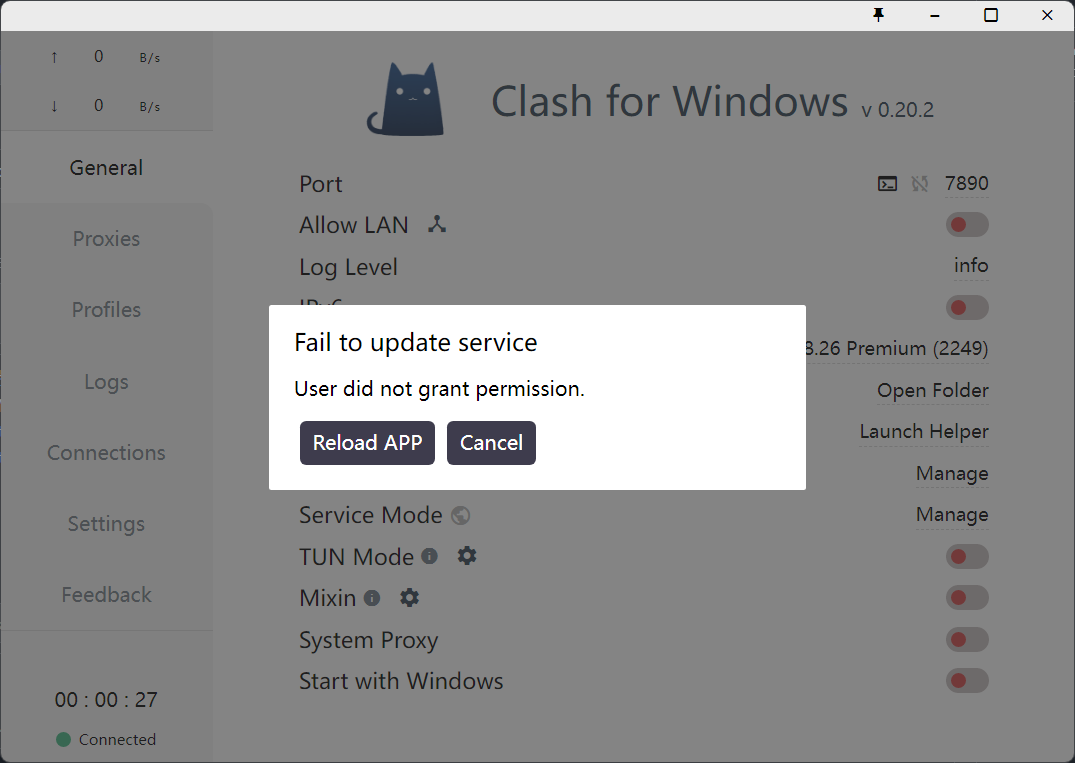 ↑ 0 B/s
↓ 0 B/s
General
Proxies
Profiles
Logs
Connections
Settings
Feedback
00 : 00 : 27
Connected
Clash for Windows v 0.20.2
Port 7890
Allow LAN
Log Level info
Fail to update service
User did not grant permission.
Reload APP Cancel
8.26 Premium (2249)
Open Folder
Launch Helper
Manage
Service Mode Manage
TUN Mode
Mixin
System Proxy
Start with Windows